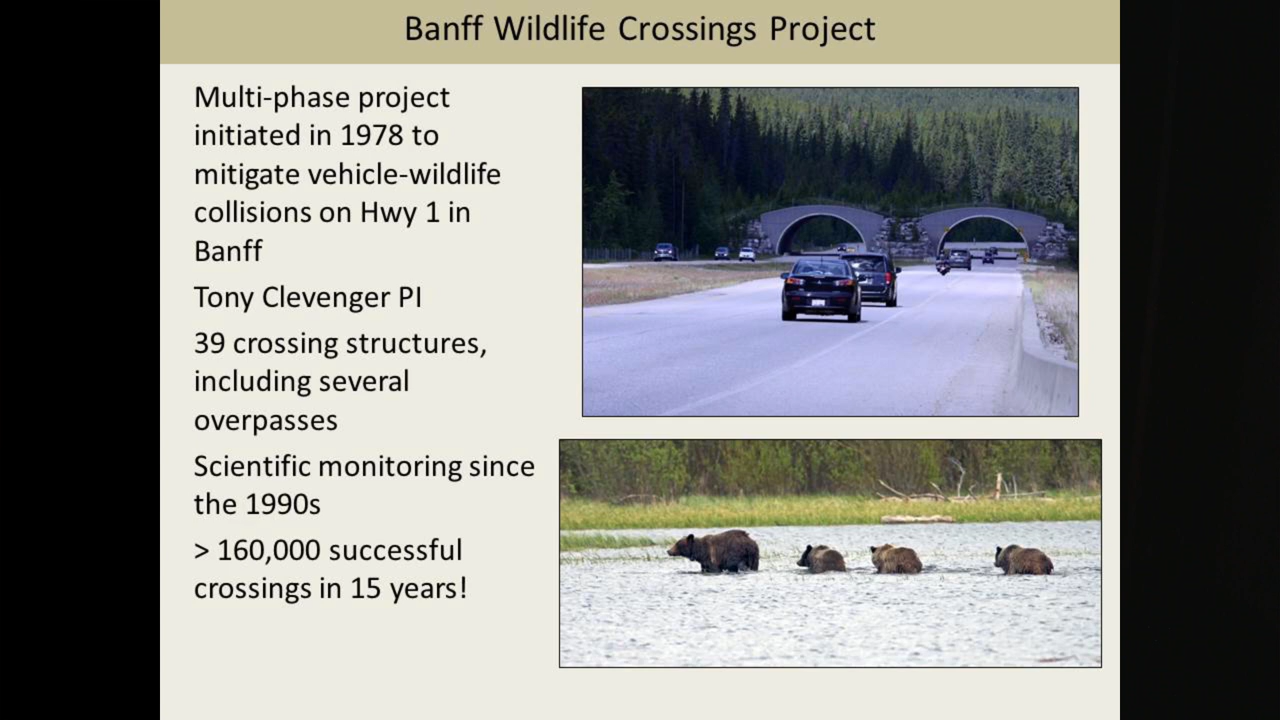 Banff Wildlife Crossings Project
Multi-phase project
initiated in 1978 to
mitigate vehicle-wildlife
collisions on Hwy 1 in
Banff
Tony Clevenger PI
39 crossing structures,
including several
overpasses
Scientific monitoring since
the 1990s
> 160,000 successful
crossings in 15 years!